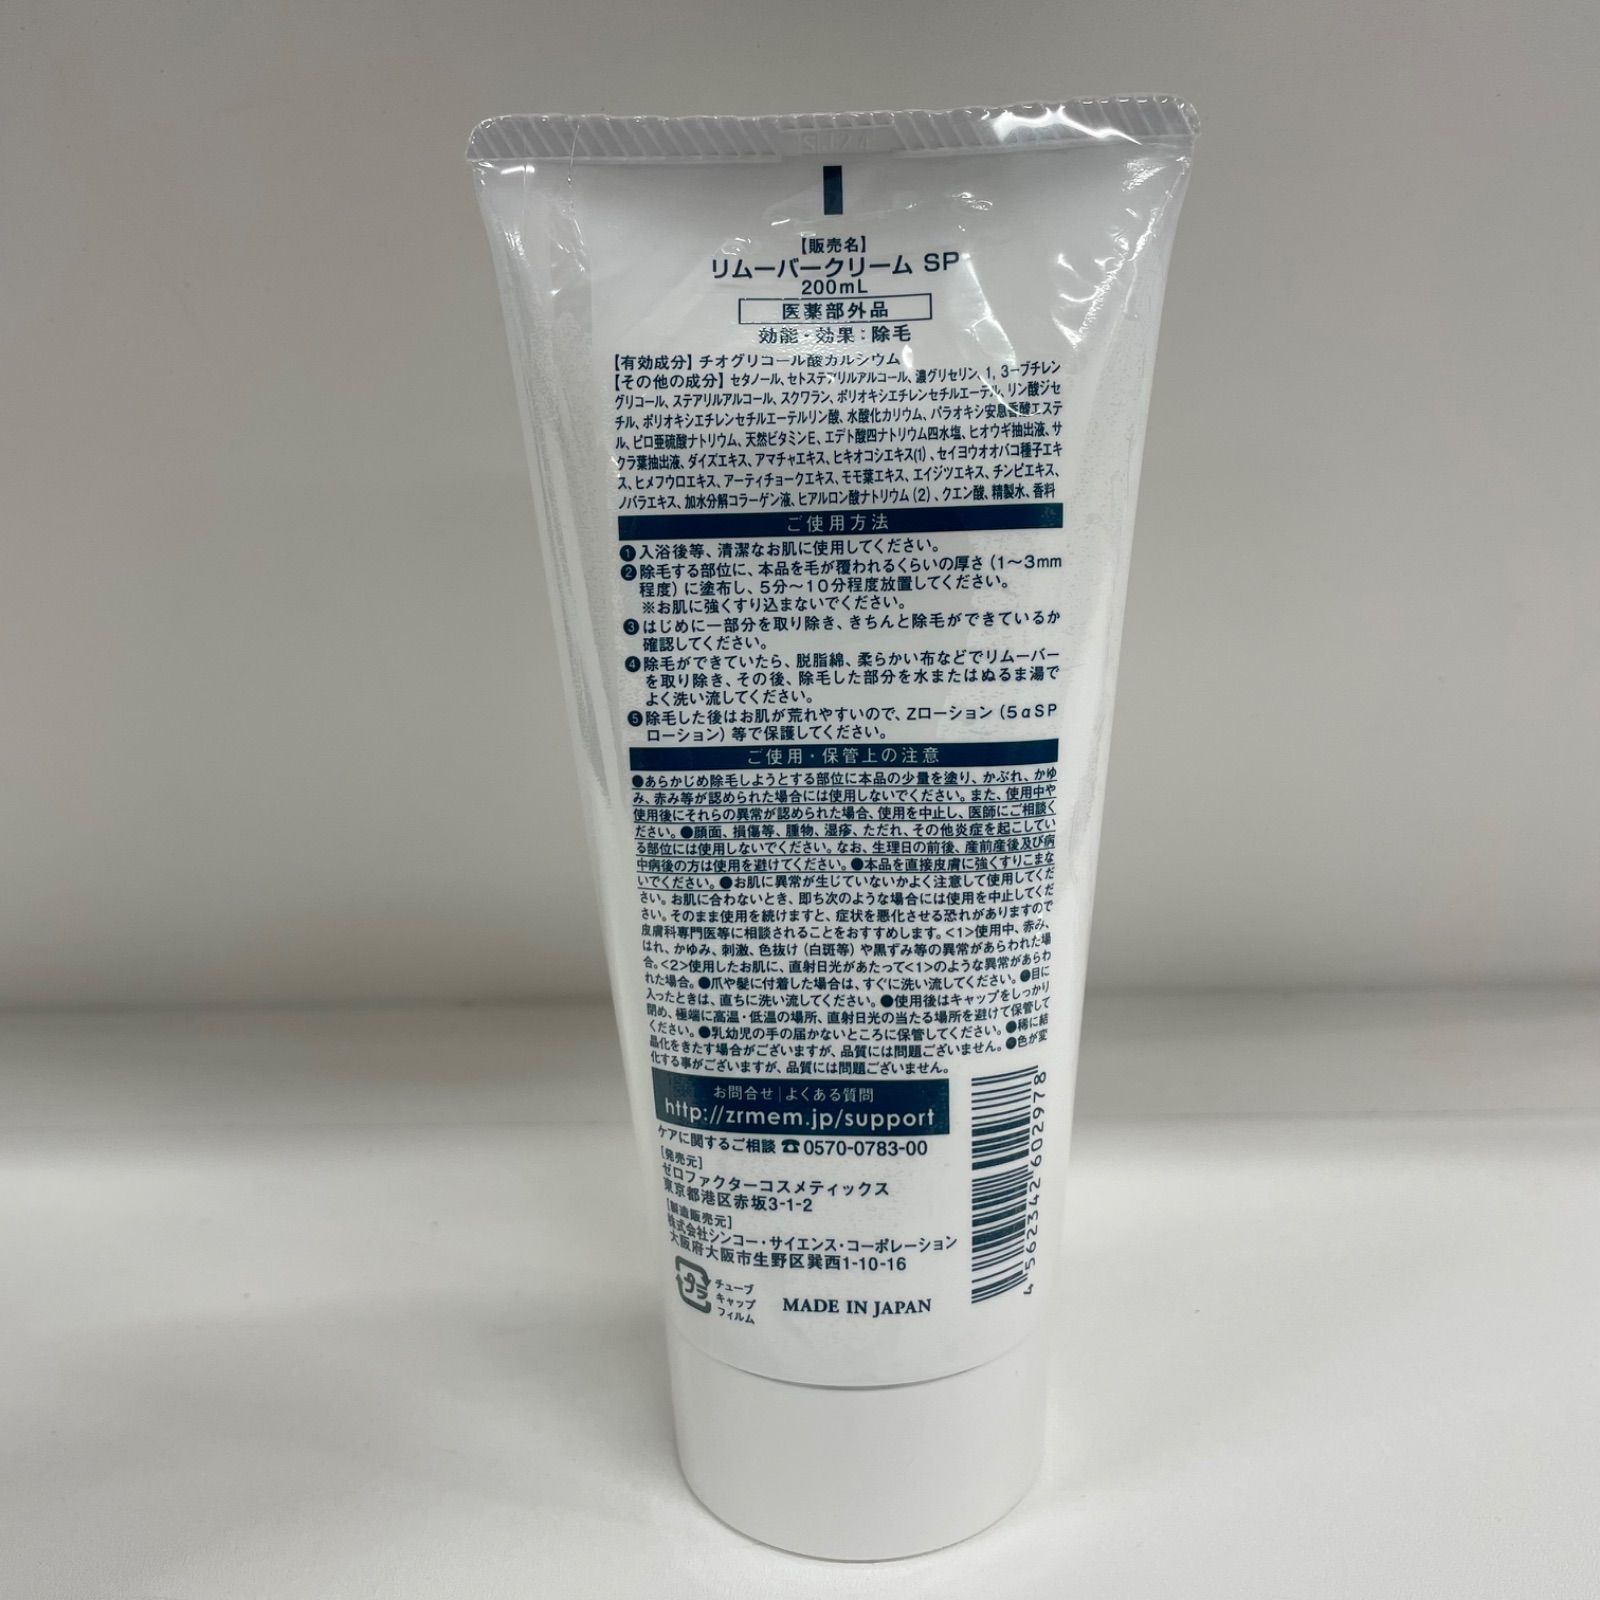 【販売名】
リムーバークリーム SP
200mL
医薬部外品
効能・効果：除毛
【有効成分】チオグリコール酸カルシウム
【その他の成分】セタノール、セトステアリルアルコール、濃グリセリン、1，3ーブチレン
グリコール、ステアリルアルコール、スクワラン、ポリオキシエチレンセチルエーテル、リン酸ジセ
チル、ポリオキシエチレンセチルエーテルリン酸、水酸化カリウム、パラオキシ安息香酸エステ
ル、ピロ亜硫酸ナトリウム、天然ビタミンE、エデト酸四ナトリウム四水塩、ヒオウギ抽出液、サ
クラ葉抽出液、ダイズエキス、アマチャエキス、ヒキオコシエキス(1)、セイヨウオオバコ種子エキ
ス、ヒメフウロエキス、アーティチョークエキス、モモ葉エキス、エイジツエキス、チンピエキス、
ノバラエキス、加水分解コラーゲン液、ヒアルロン酸ナトリウム（2）、クエン酸、精製水、香料
ご使用方法
❶入浴後等、清潔なお肌に使用してください。
❷除毛する部位に、本品を毛が覆われるくらいの厚さ（1〜3mm
程度）に塗布し、5分〜10分程度放置してください。
※お肌に強くすり込まないでください。
❸はじめに一部分を取り除き、きちんと除毛ができているか
確認してください。
❹除毛ができていたら、脱脂綿、柔らかい布などでリムーバー
を取り除き、その後、除毛した部分を水またはぬるま湯で
よく洗い流してください。
❺除毛した後はお肌が荒れやすいので、Zローション（5αSP
ローション）等で保護してください。
ご使用・保管上の注意
●あらかじめ除毛しようとする部位に本品の少量を塗り、かぶれ、かゆ
み、赤み等が認められた場合には使用しないでください。また、使用中や
使用後にそれらの異常が認められた場合、使用を中止し、医師にご相談く
ださい。●顔面、損傷等、腫物、湿疹、ただれ、その他炎症を起こしてい
る部位には使用しないでください。なお、生理日の前後、産前産後及び病
中病後の方は使用を避けてください。●本品を直接皮膚に強くすりこまな
いでください。●お肌に異常が生じていないかよく注意して使用してくだ
さい。お肌に合わないとき、即ち次のような場合には使用を中止してくだ
さい。そのまま使用を続けますと、症状を悪化させる恐れがありますので
皮膚科専門医等に相談されることをおすすめします。<1>使用中、赤み、
はれ、かゆみ、刺激、色抜け（白斑等）や黒ずみ等の異常があらわれた場
合。<2>使用したお肌に、直射日光があたって<1>のような異常があらわ
れた場合。●爪や髪に付着した場合は、すぐに洗い流してください。●目に
入ったときは、直ちに洗い流してください。●使用後はキャップをしっかり
閉め、極端に高温・低温の場所、直射日光の当たる場所を避けて保管して
ください。●乳幼児の手の届かないところに保管してください。●稀に結
晶化をきたす場合がございますが、品質には問題ございません。●色が変
化する事がございますが、品質には問題ございません。
お問合せ｜よくある質問
http://zrmem.jp/support
ケアに関するご相談 ☎0570-0783-00
［発売元］
ゼロファクターコスメティックス
東京都港区赤坂3-1-2
［製造販売元］
株式会社シンコー・サイエンス・コーポレーション
大阪府大阪市生野区巽西1-10-16
プラ
チューブ
キャップ
フィルム
MADE IN JAPAN
4562342602978